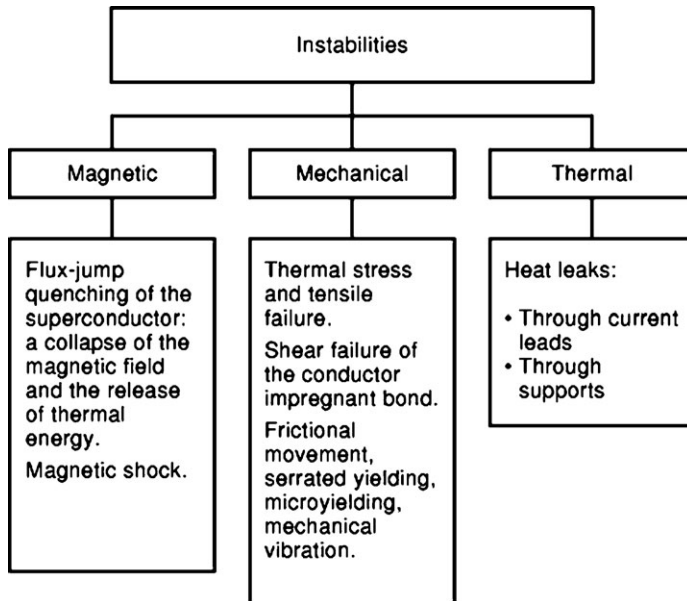 Instabilities
Magnetic
Mechanical
Thermal
Flux-jump
quenching of the
superconductor:
a collapse of the
magnetic field
and the release
of thermal
energy.
Magnetic shock.
Thermal stress
and tensile
failure.
Shear failure of
the conductor
impregnant bond.
Frictional
movement,
serrated yielding,
microyielding,
mechanical
vibration.
Heat leaks:
• Through current
leads
• Through
supports